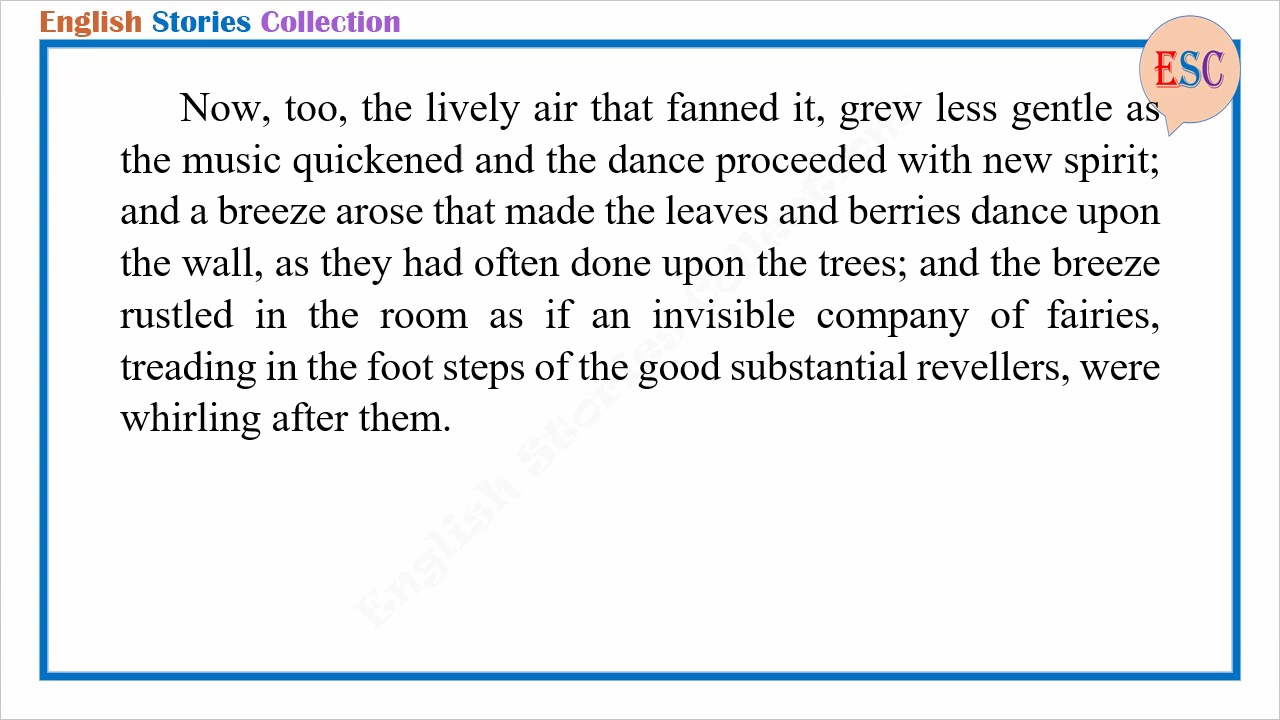 English Stories Collection
ESC
Now, too, the lively air that fanned it, grew less gentle as
the music quickened and the dance proceeded with new spirit;
and a breeze arose that made the leaves and berries dance upon
the wall, as they had often done upon the trees; and the breeze
rustled in the room as if an invisible company of fairies,
treading in the foot steps of the good substantial revellers, were
whirling after them.
English Stories Collection